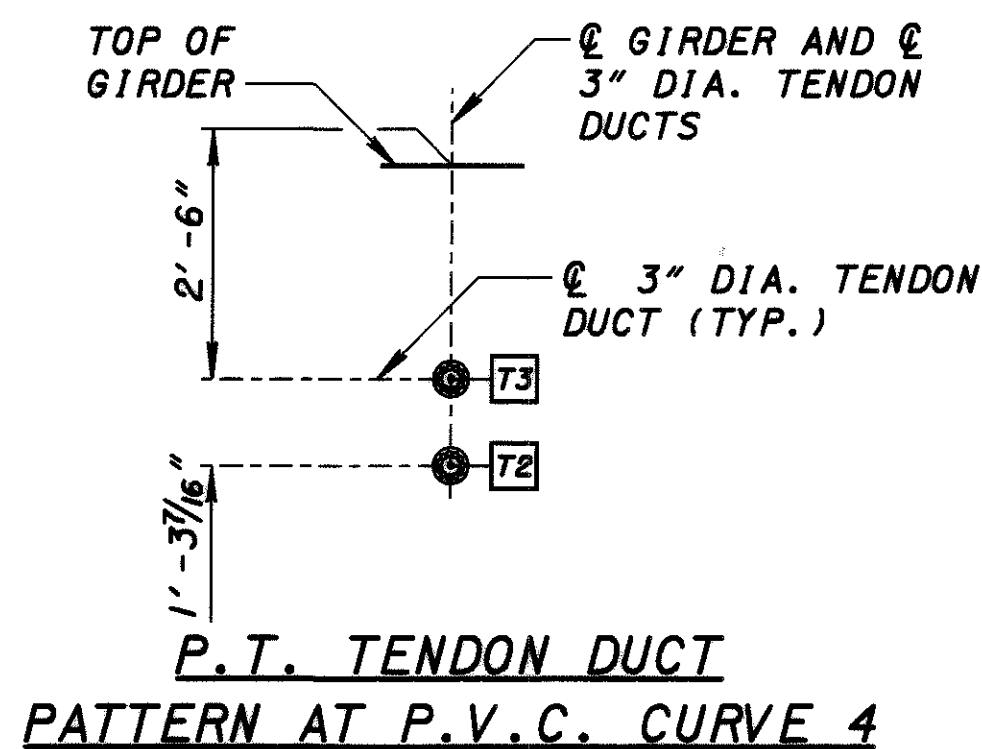 TOP OF
GIRDER
℄ GIRDER AND ℄
3" DIA. TENDON
DUCTS
2'-6"
℄ 3" DIA. TENDON
DUCT (TYP.)
T3
T2
1'-3 7/16"
P.T. TENDON DUCT
PATTERN AT P.V.C. CURVE 4